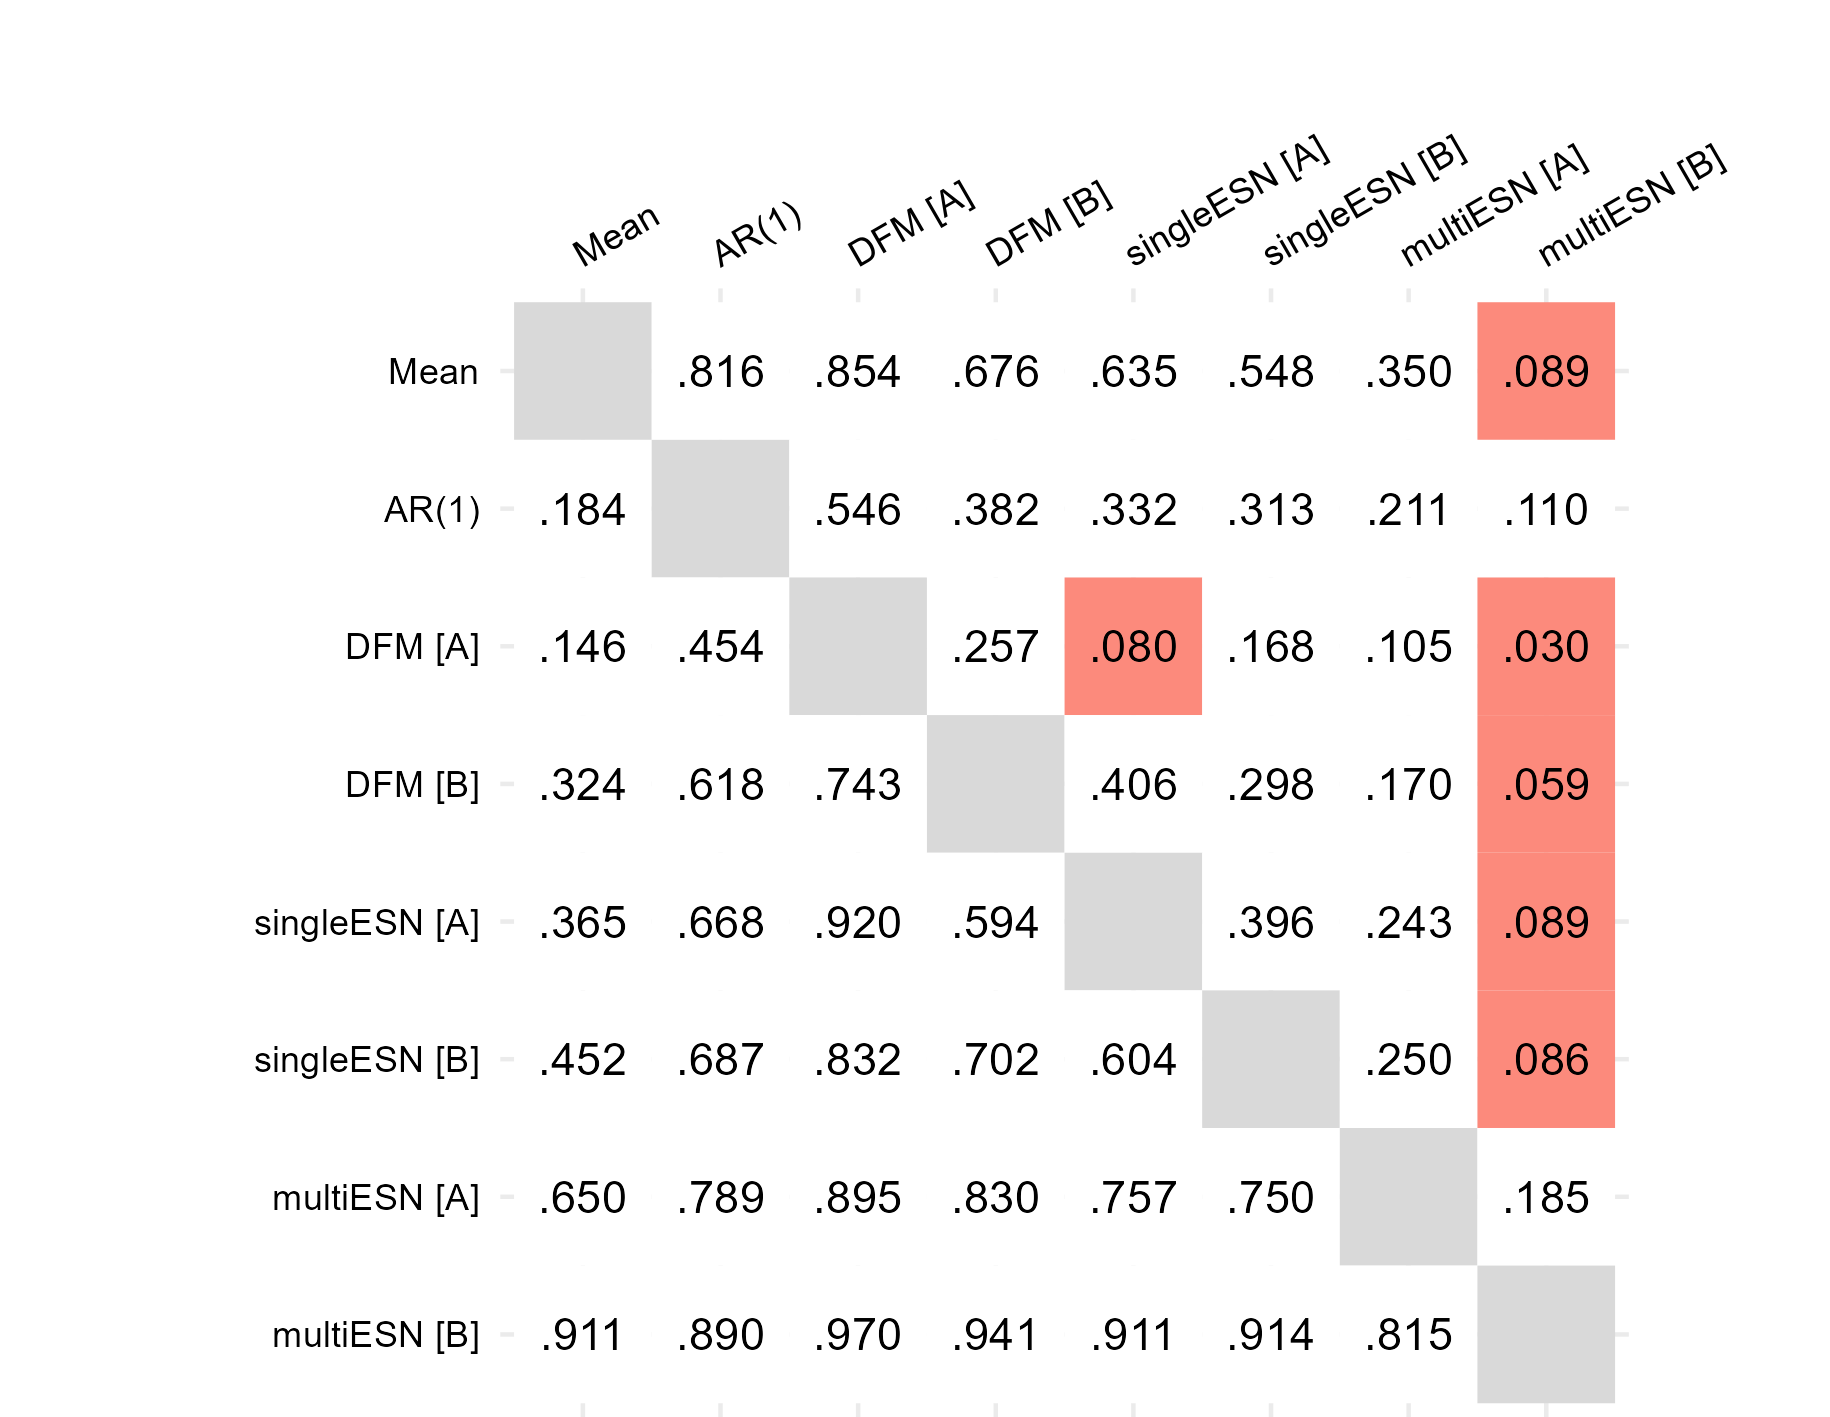 Mean AR(1) DFM [A] DFM [B] singleESN [A] singleESN [B] multiESN [A] multiESN [B]
Mean .816 .854 .676 .635 .548 .350 .089
AR(1) .184 .546 .382 .332 .313 .211 .110
DFM [A] .146 .454 .257 .080 .168 .105 .030
DFM [B] .324 .618 .743 .406 .298 .170 .059
singleESN [A] .365 .668 .920 .594 .396 .243 .089
singleESN [B] .452 .687 .832 .702 .604 .250 .086
multiESN [A] .650 .789 .895 .830 .757 .750 .185
multiESN [B] .911 .890 .970 .941 .911 .914 .815